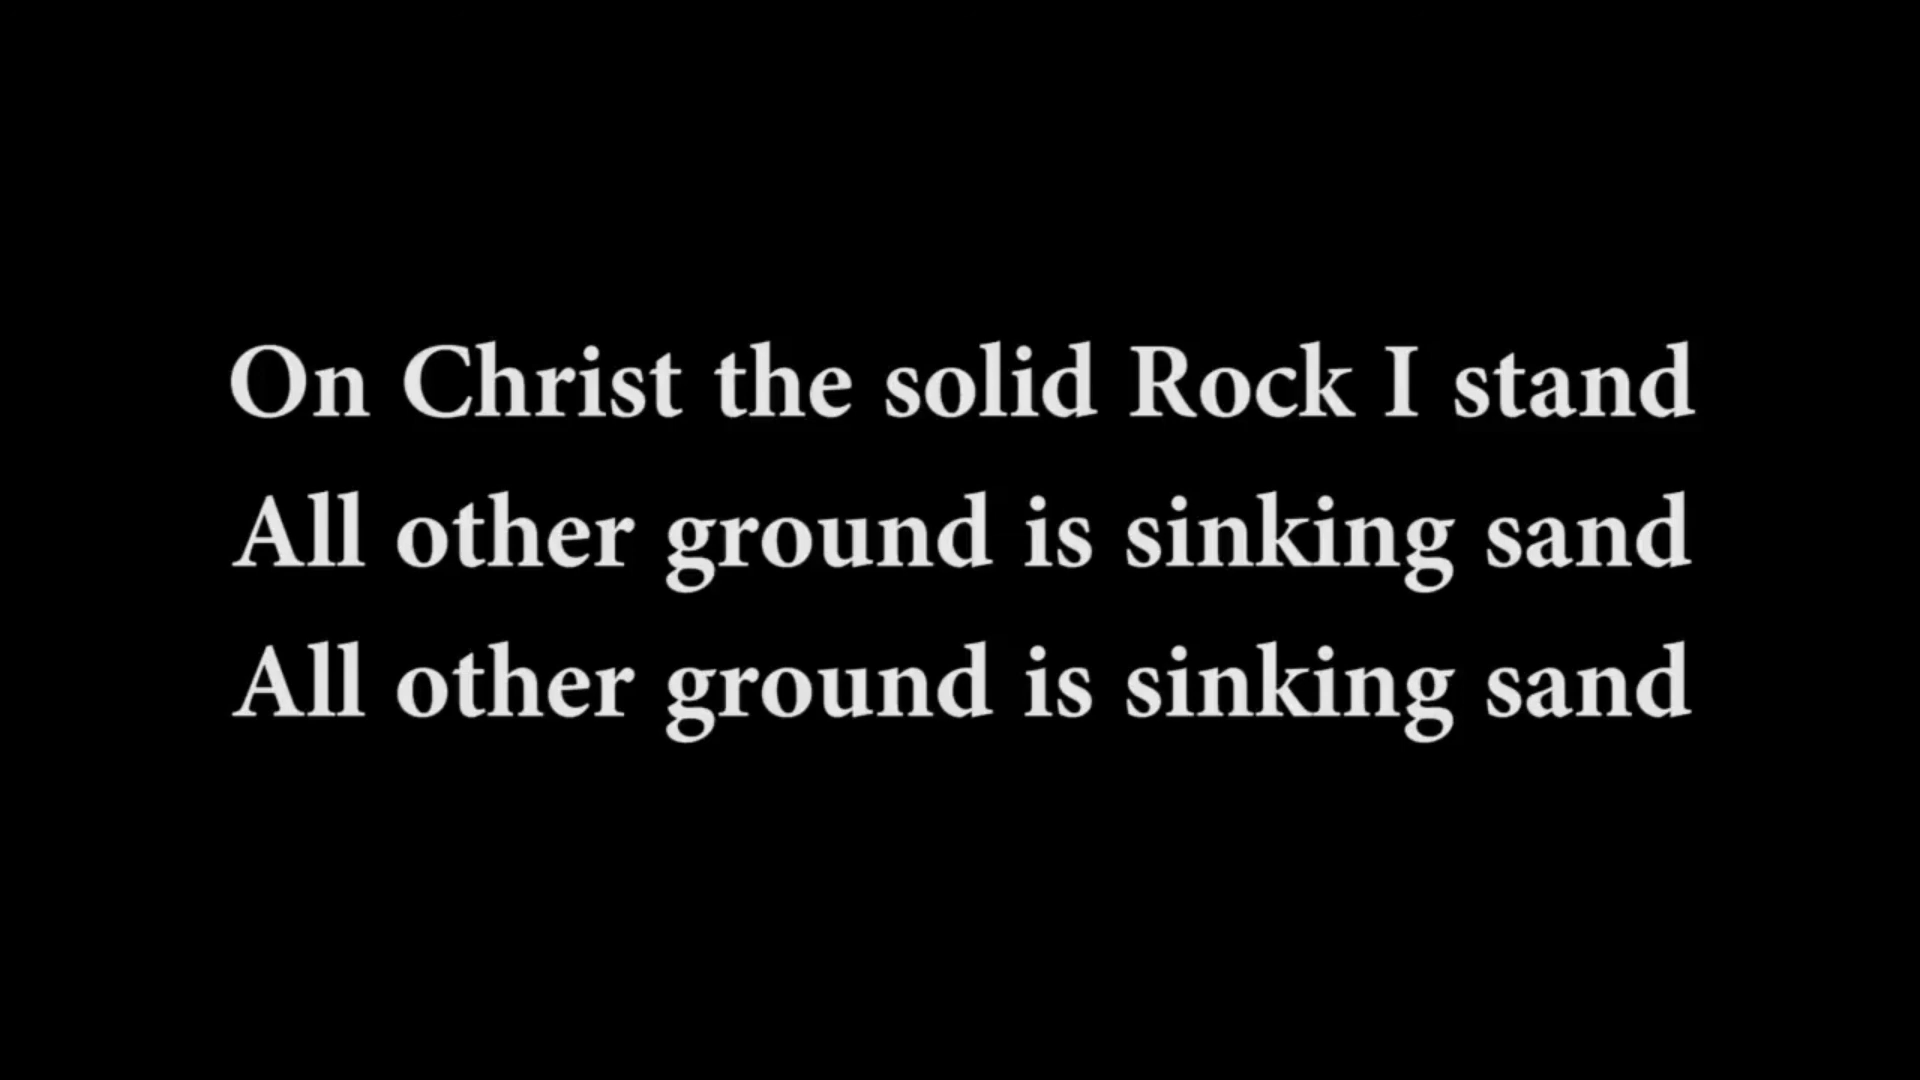 On Christ the solid Rock I stand
All other ground is sinking sand
All other ground is sinking sand